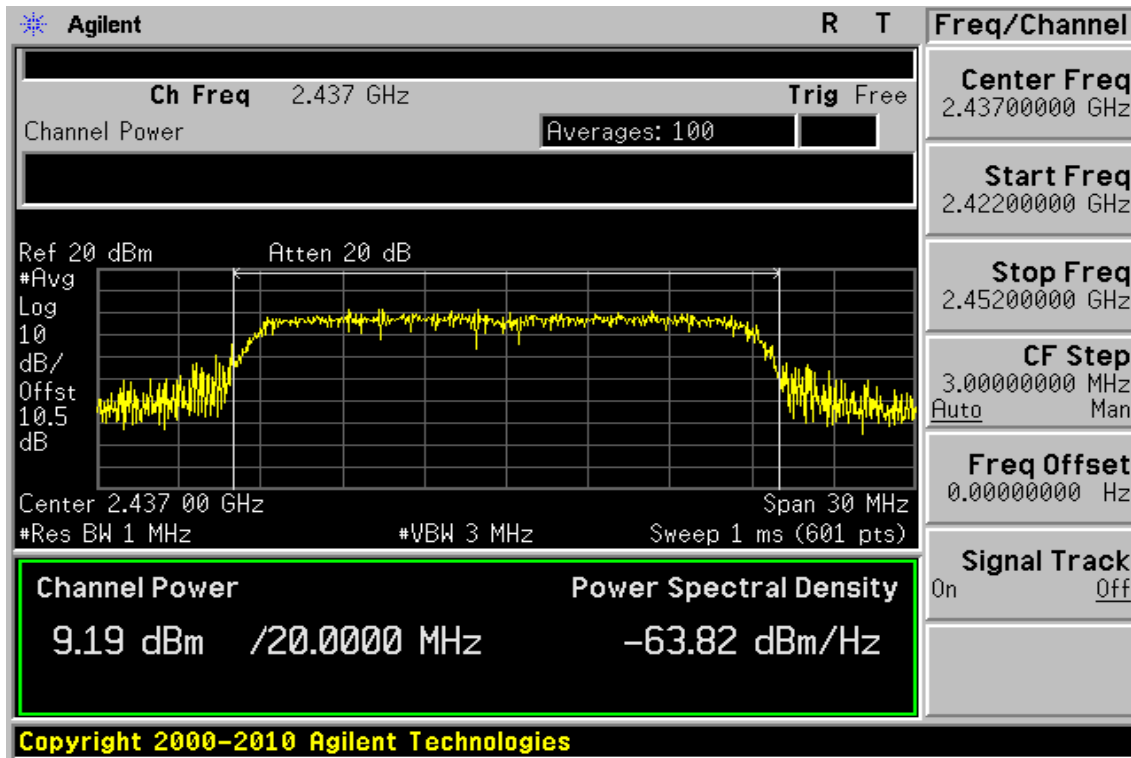 Agilent R T
Ch Freq 2.437 GHz Trig Free
Channel Power Averages: 100
Ref 20 dBm Atten 20 dB
#Avg
Log
10
dB/
Offst
10.5
dB
Center 2.437 00 GHz Span 30 MHz
#Res BW 1 MHz #VBW 3 MHz Sweep 1 ms (601 pts)
Channel Power Power Spectral Density
9.19 dBm /20.0000 MHz -63.82 dBm/Hz
Copyright 2000-2010 Agilent Technologies
Freq/Channel
Center Freq
2.43700000 GHz
Start Freq
2.42200000 GHz
Stop Freq
2.45200000 GHz
CF Step
3.00000000 MHz
Auto Man
Freq Offset
0.00000000 Hz
Signal Track
On Off